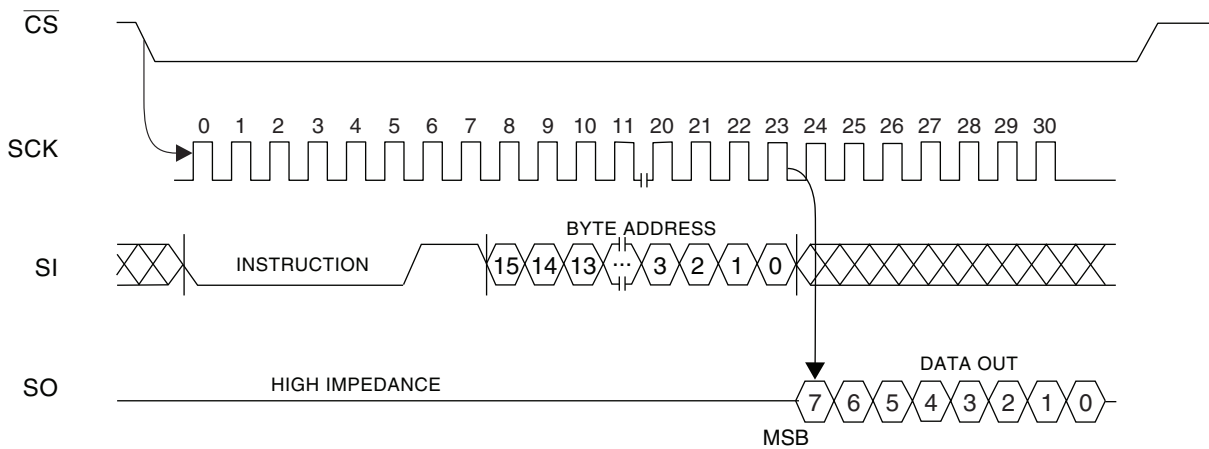 CS
0 1 2 3 4 5 6 7 8 9 10 11 20 21 22 23 24 25 26 27 28 29 30
SCK
BYTE ADDRESS
SI INSTRUCTION 15 14 13 ... 3 2 1 0
DATA OUT
SO HIGH IMPEDANCE 7 6 5 4 3 2 1 0
MSB